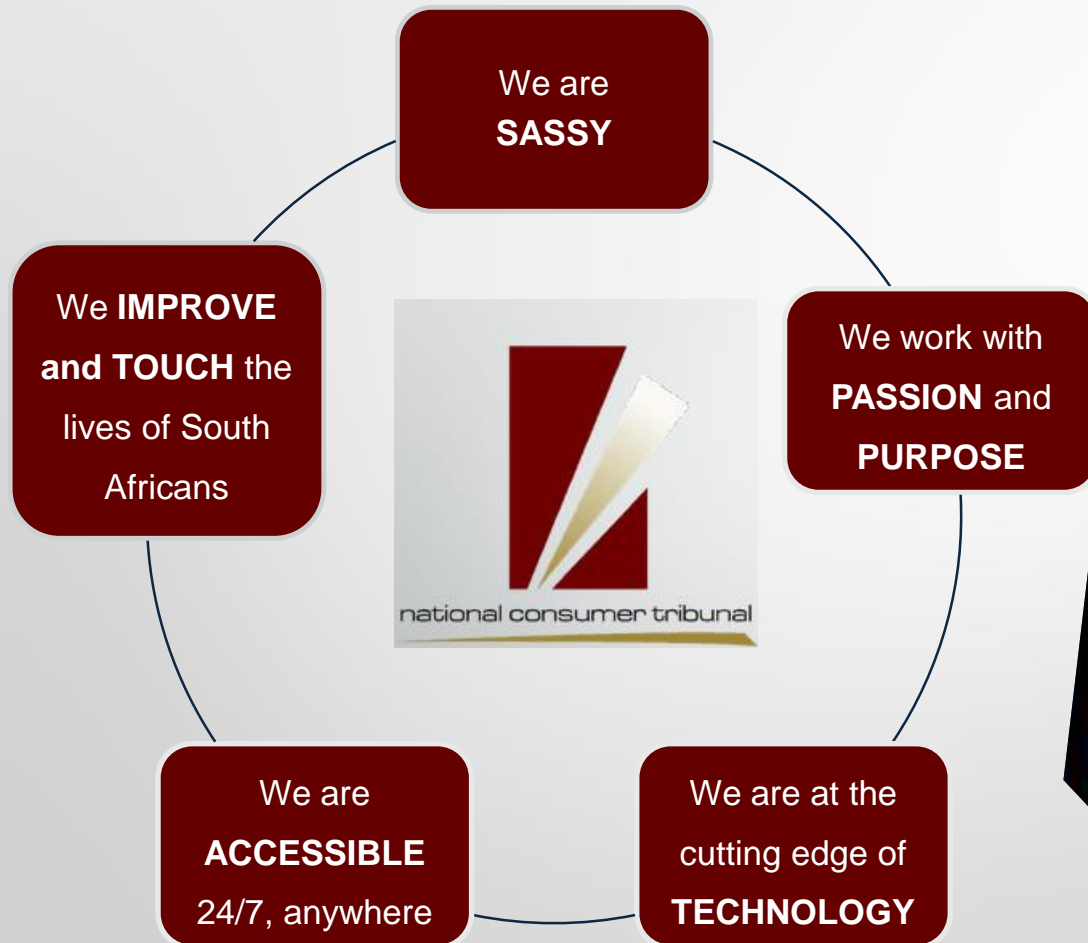 We are
SASSY
We work with
PASSION and
PURPOSE
We are at the
cutting edge of
TECHNOLOGY
We are
ACCESSIBLE
24/7, anywhere
We IMPROVE
and TOUCH the
lives of South
Africans
national consumer tribunal